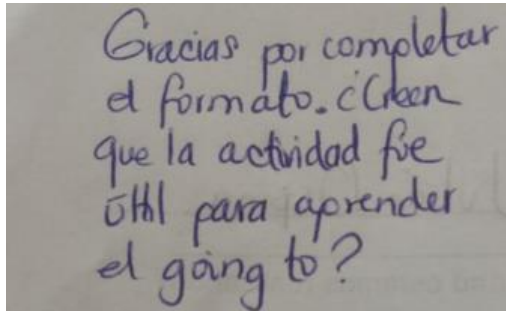 Gracias por completar
el formato. ¿Creen
que la actividad fue
útil para aprender
el going to?